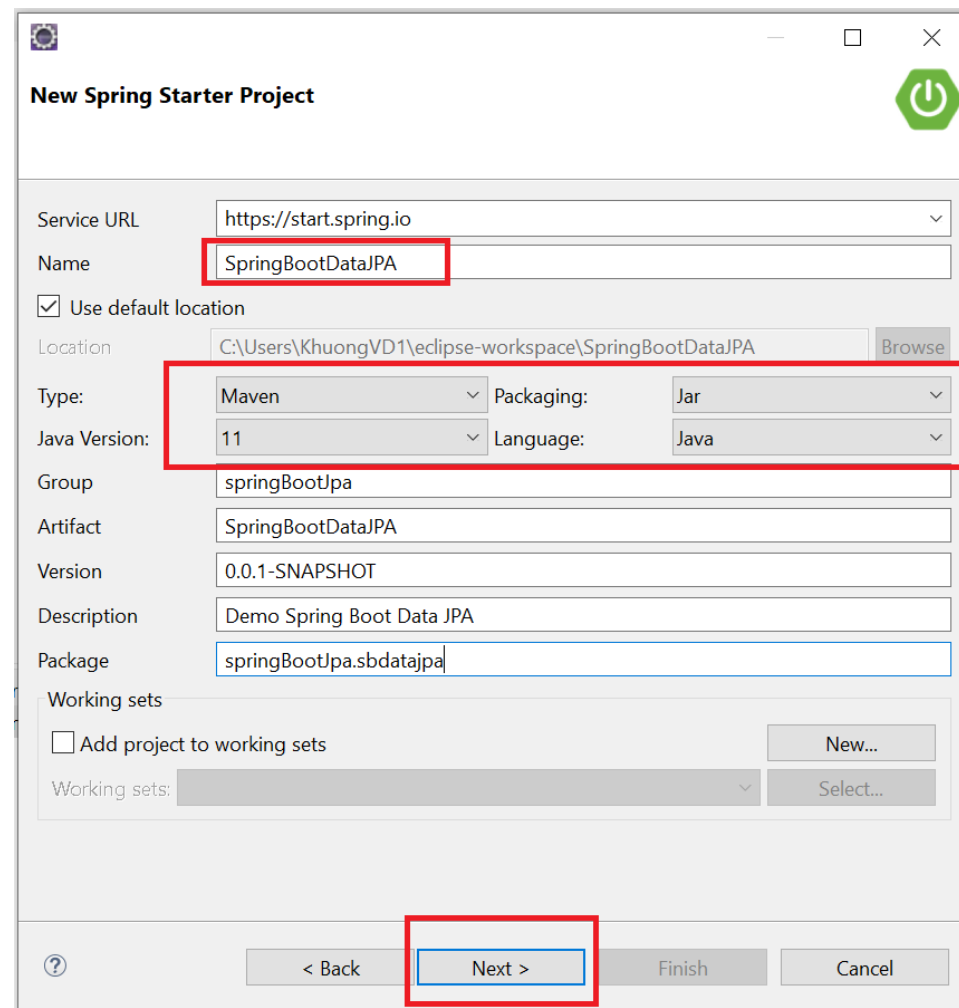 New Spring Starter Project
Service URL https://start.spring.io
Name SpringBootDataJPA
Use default location
Location C:\Users\KhuongVD1\eclipse-workspace\SpringBootDataJPA Browse
Type: Maven Packaging: Jar
Java Version: 11 Language: Java
Group springBootJpa
Artifact SpringBootDataJPA
Version 0.0.1-SNAPSHOT
Description Demo Spring Boot Data JPA
Package springBootJpa.sbdatajpa
Working sets
Add project to working sets New...
Working sets: Select...
? < Back Next > Finish Cancel